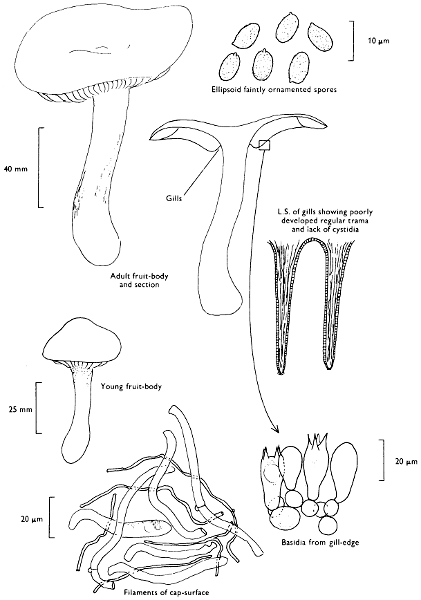 10 µm
Ellipsoid faintly ornamented spores
40 mm
Gills
L.S. of gills showing poorly
developed regular trama
and lack of cystidia
Adult fruit-body
and section
Young fruit-body
25 mm
20 µm
20 µm
Basidia from gill-edge
Filaments of cap-surface